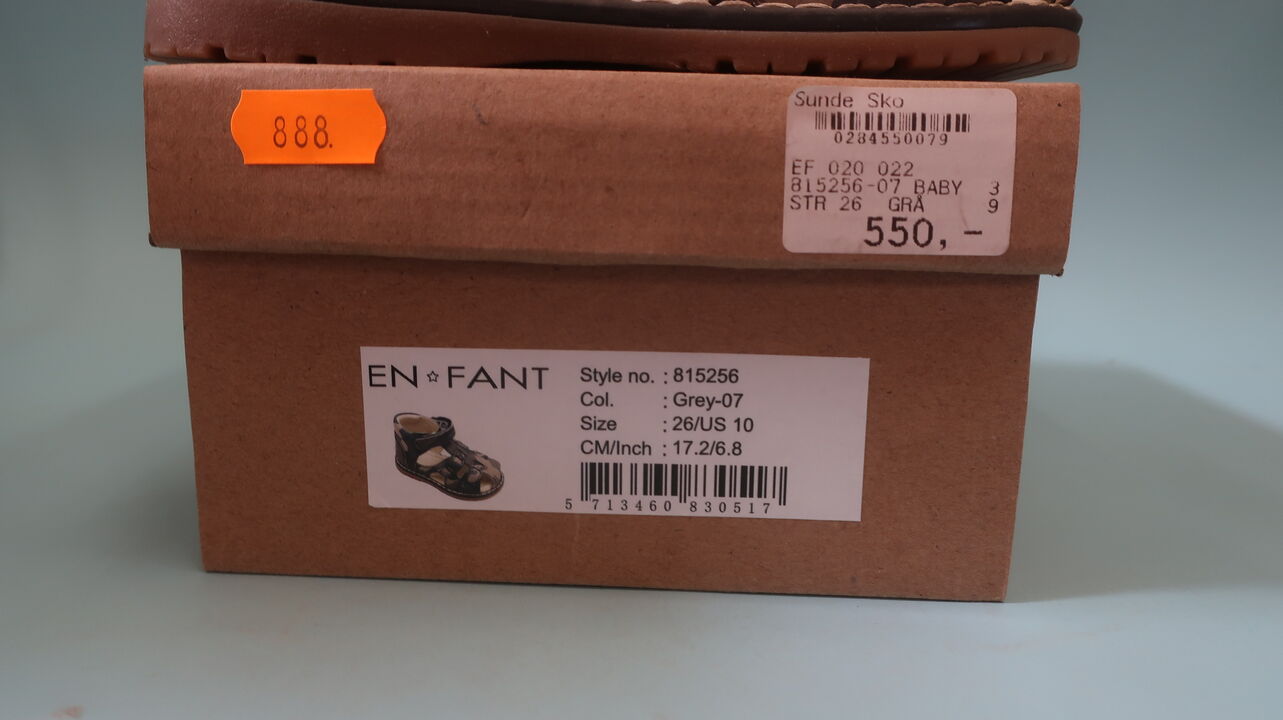 888.
Sunde Sko
0284550079
EF 020 022
815256-07 BABY 3
STR 26 GRÅ 9
550,-
EN☆FANT
Style no. : 815256
Col. : Grey-07
Size : 26/US 10
CM/Inch : 17.2/6.8
5 713460 830517